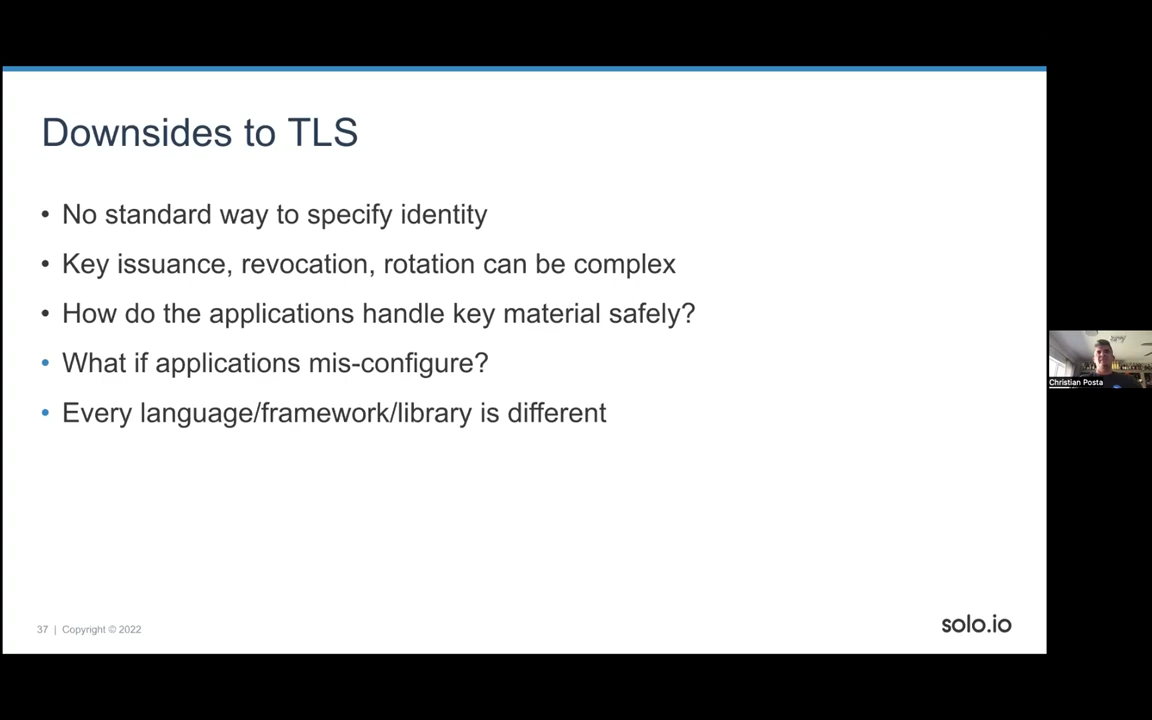 Downsides to TLS
• No standard way to specify identity
• Key issuance, revocation, rotation can be complex
• How do the applications handle key material safely?
• What if applications mis-configure?
• Every language/framework/library is different
Christian Posta
37 | Copyright © 2022
solo.io